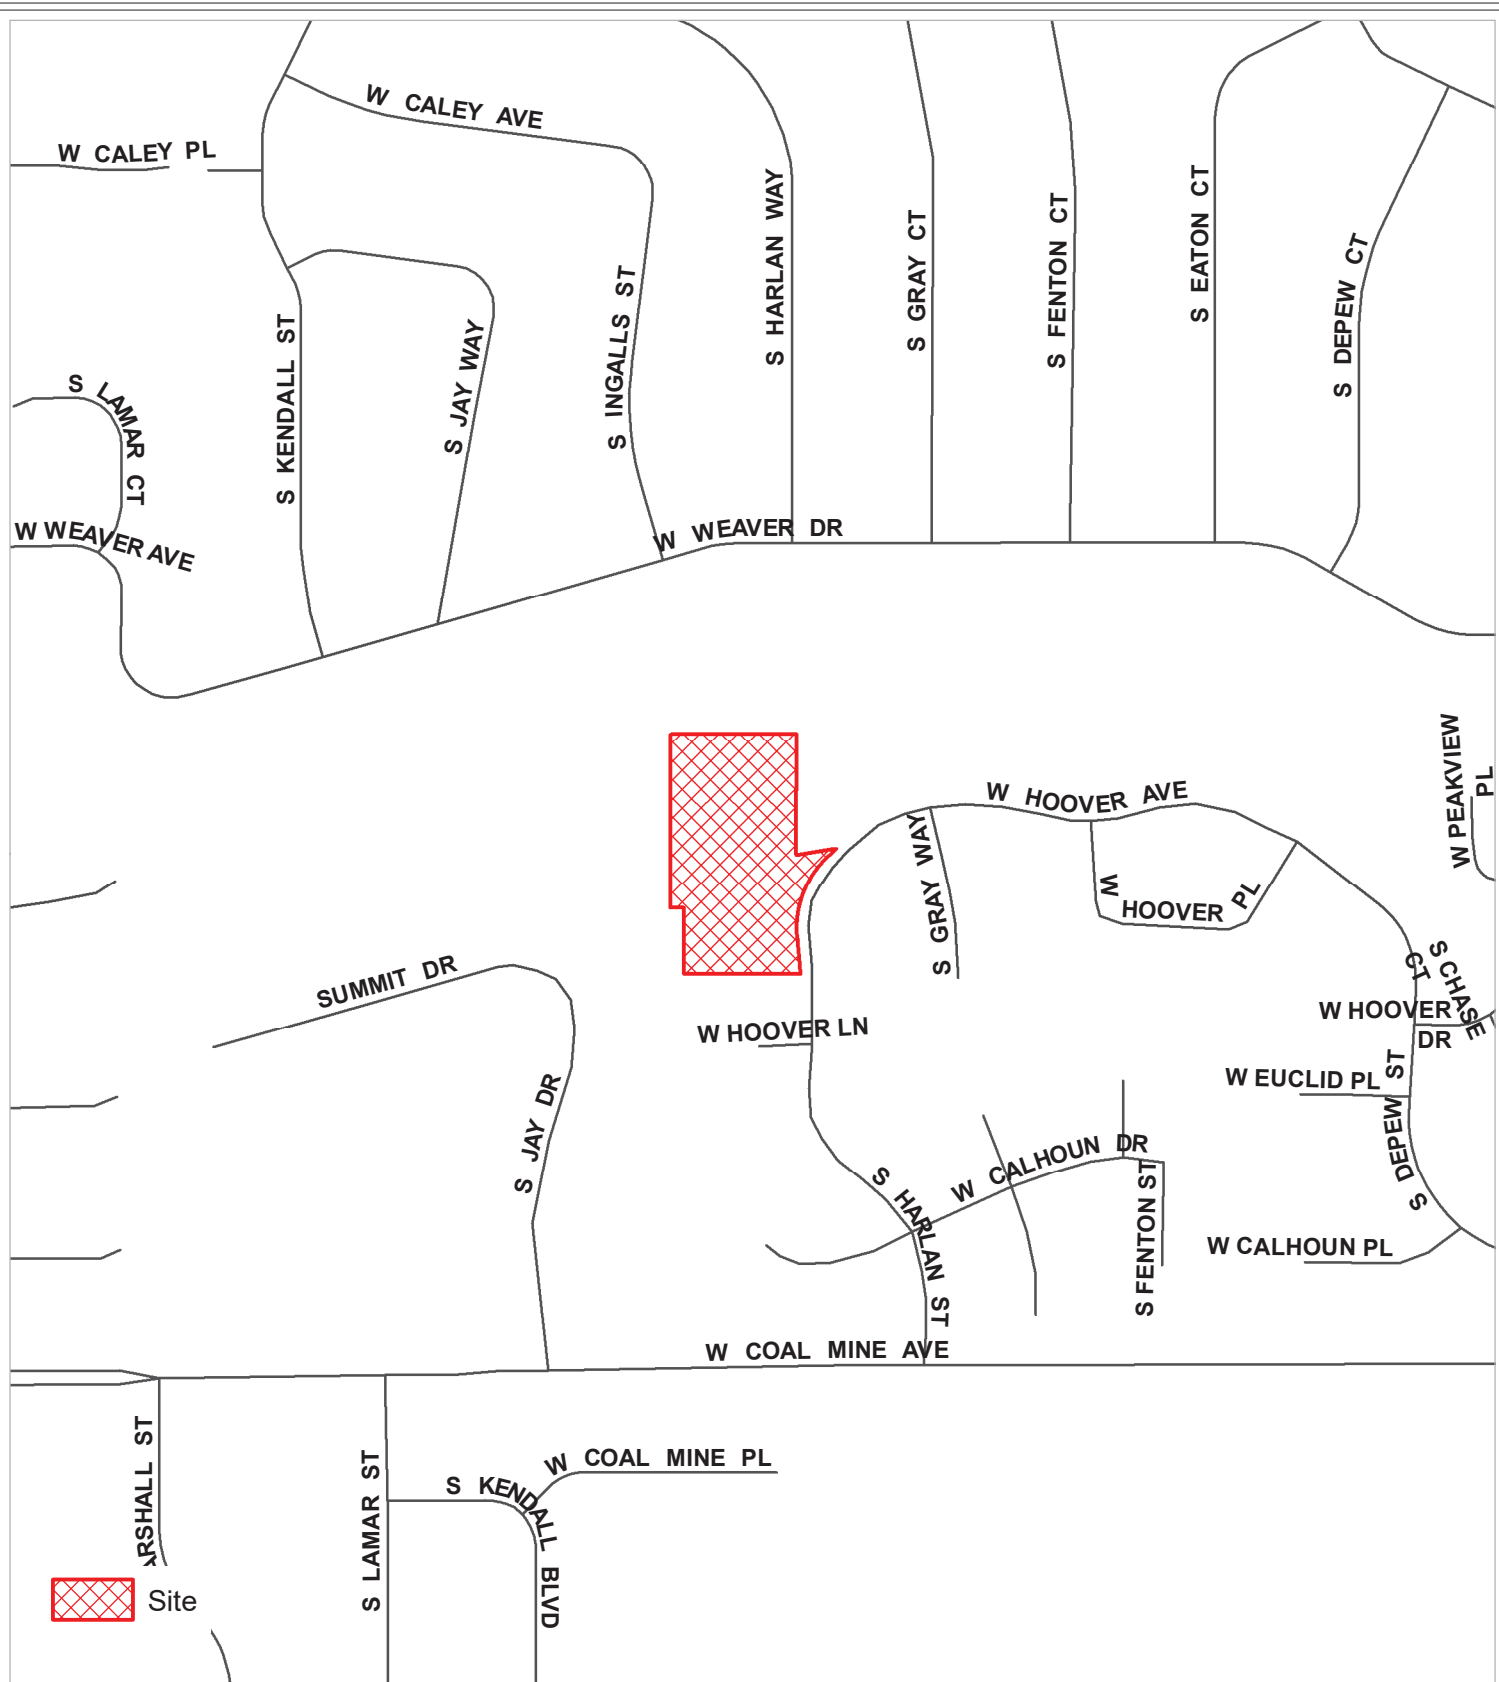 W CALEY AVE
W CALEY PL
S HARLAN WAY
S GRAY CT
S FENTON CT
S EATON CT
S DEPEW CT
S KENDALL ST
S JAY WAY
S INGALLS ST
S LAMAR CT
W WEAVER AVE
W WEAVER DR
W PEAKVIEW PL
W HOOVER AVE
S GRAY WAY
W HOOVER PL
S CHASE CT
SUMMIT DR
W HOOVER LN
W HOOVER DR
W EUCLID PL
S DEPEW ST
S JAY DR
W CALHOUN DR
S HARLAN ST
S FENTON ST
W CALHOUN PL
W COAL MINE AVE
ARSHALL ST
S LAMAR ST
W COAL MINE PL
S KENDALL BLVD
Site